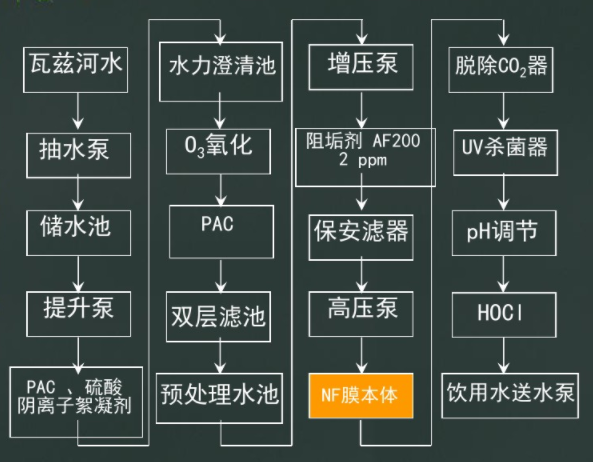 瓦兹河水
抽水泵
储水池
提升泵
PAC 、硫酸
阴离子絮凝剂
水力澄清池
O₃氧化
PAC
双层滤池
预处理水池
增压泵
阻垢剂 AF200
2 ppm
保安滤器
高压泵
NF膜本体
脱除CO₂器
UV杀菌器
pH调节
HOCl
饮用水送水泵